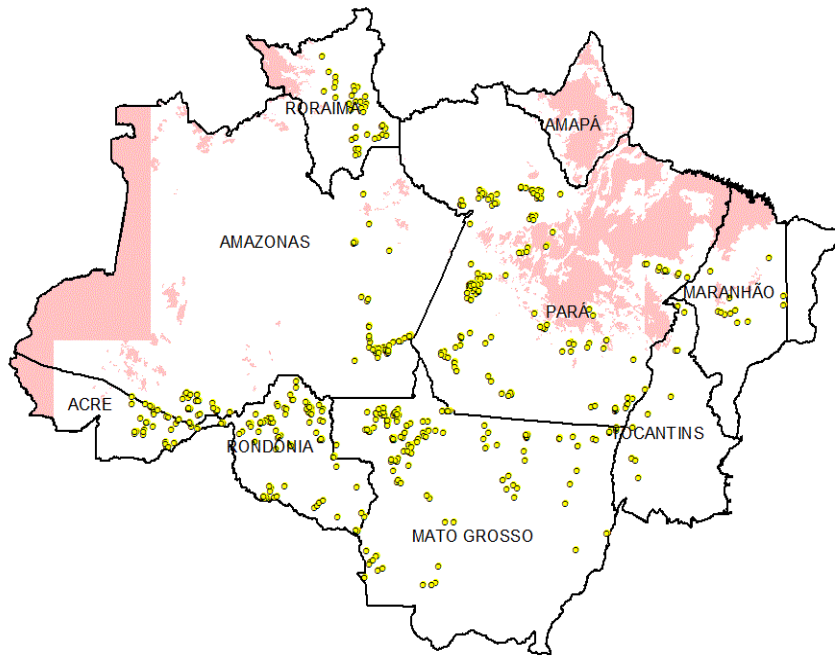 RORAIMA
AMAPÁ
AMAZONAS
MARANHÃO
PARÁ
ACRE
RONDÔNIA
TOCANTINS
MATO GROSSO